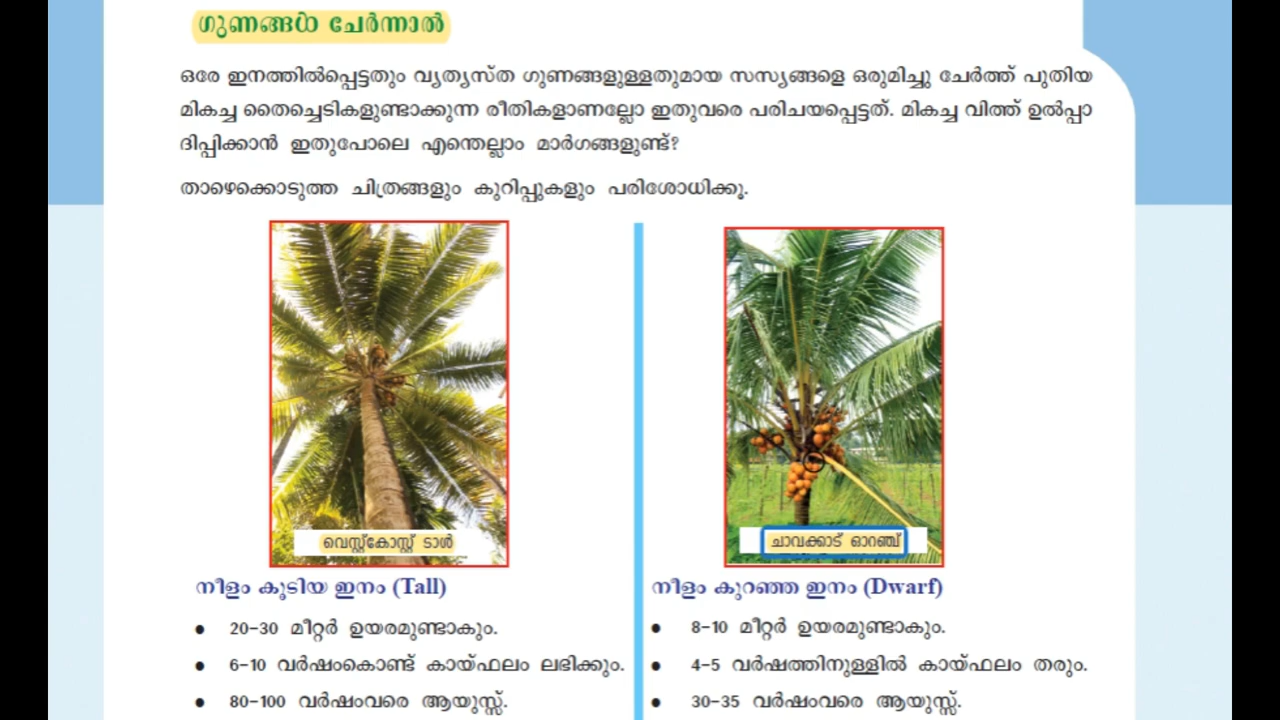 ഗുണങ്ങൾ ചേർന്നാൽ
ഒരേ ഇനത്തിൽപ്പെട്ടതും വ്യത്യസ്ത ഗുണങ്ങളുള്ളതുമായ സസ്യങ്ങളെ ഒരുമിച്ചു ചേർത്ത് പുതിയ
മികച്ച തൈച്ചെടികളുണ്ടാക്കുന്ന രീതികളാണല്ലോ ഇതുവരെ പരിചയപ്പെട്ടത്. മികച്ച വിത്ത് ഉൽപ്പാ
ദിപ്പിക്കാൻ ഇതുപോലെ എന്തെല്ലാം മാർഗങ്ങളുണ്ട്?
താഴെക്കൊടുത്ത ചിത്രങ്ങളും കുറിപ്പുകളും പരിശോധിക്കൂ.
വെസ്റ്റ്കോസ്റ്റ് ടാൾ
നീളം കൂടിയ ഇനം (Tall)
● 20-30 മീറ്റർ ഉയരമുണ്ടാകും.
● 6-10 വർഷംകൊണ്ട് കായ്ഫലം ലഭിക്കും.
● 80-100 വർഷംവരെ ആയുസ്സ്.
ചാവക്കാട് ഓറഞ്ച്
നീളം കുറഞ്ഞ ഇനം (Dwarf)
● 8-10 മീറ്റർ ഉയരമുണ്ടാകും.
● 4-5 വർഷത്തിനുള്ളിൽ കായ്ഫലം തരും.
● 30-35 വർഷംവരെ ആയുസ്സ്.